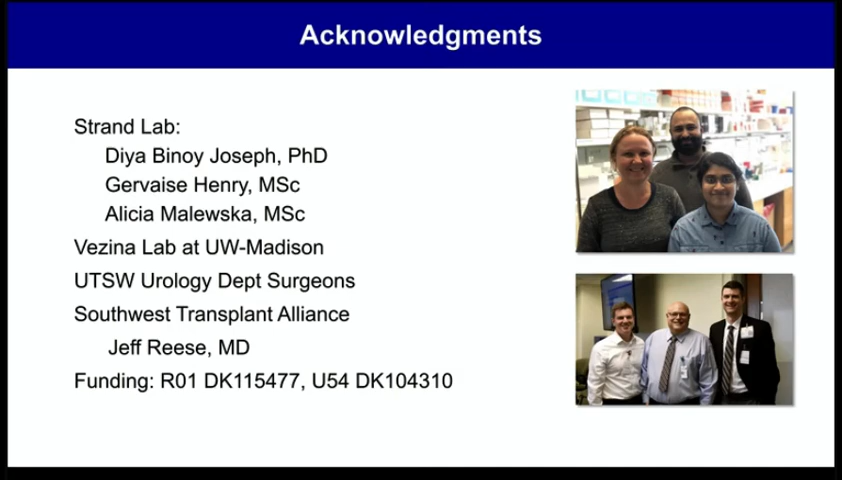 Acknowledgments
Strand Lab:
Diya Binoy Joseph, PhD
Gervaise Henry, MSc
Alicia Malewska, MSc
Vezina Lab at UW-Madison
UTSW Urology Dept Surgeons
Southwest Transplant Alliance
Jeff Reese, MD
Funding: R01 DK115477, U54 DK104310